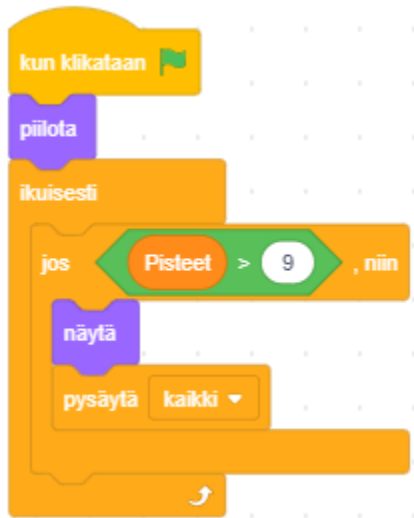 kun klikataan
piilota
ikuisesti
jos Pisteet > 9 , niin
näytä
pysäytä kaikki